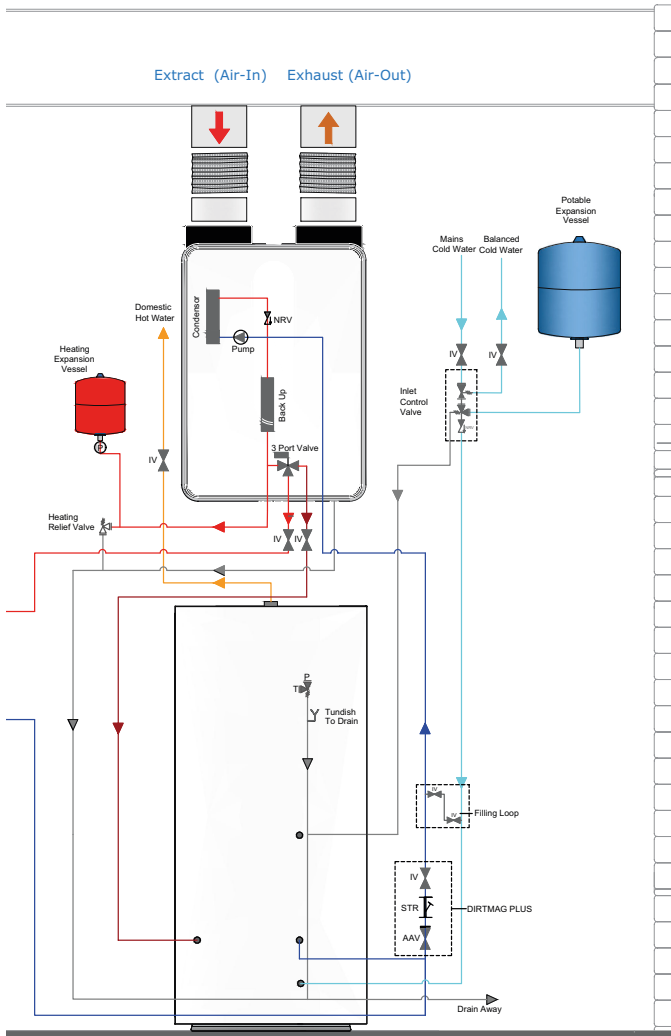 Extract (Air-In) Exhaust (Air-Out)
Potable
Expansion
Vessel
Mains
Cold Water
Balanced
Cold Water
Domestic
Hot Water
Condensor
NRV
Pump
Heating
Expansion
Vessel
P
IV
IV
IV
Inlet
Control
Valve
NRV
Back Up
3 Port Valve
Heating
Relief Valve
IV
IV
P
T
Tundish
To Drain
IV
IV
Filling Loop
IV
STR
DIRTMAG PLUS
AAV
Drain Away